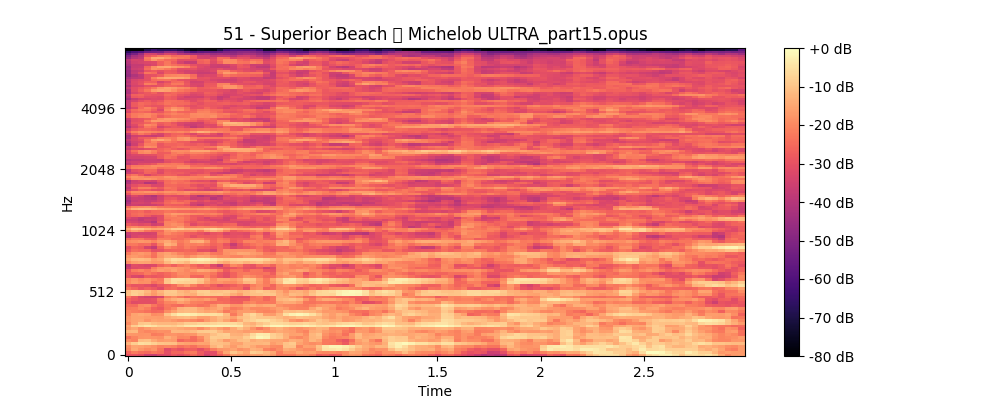 51 - Superior Beach  Michelob ULTRA_part15.opus
Hz
4096
2048
1024
512
0
0 0.5 1 1.5 2 2.5
Time
+0 dB
-10 dB
-20 dB
-30 dB
-40 dB
-50 dB
-60 dB
-70 dB
-80 dB